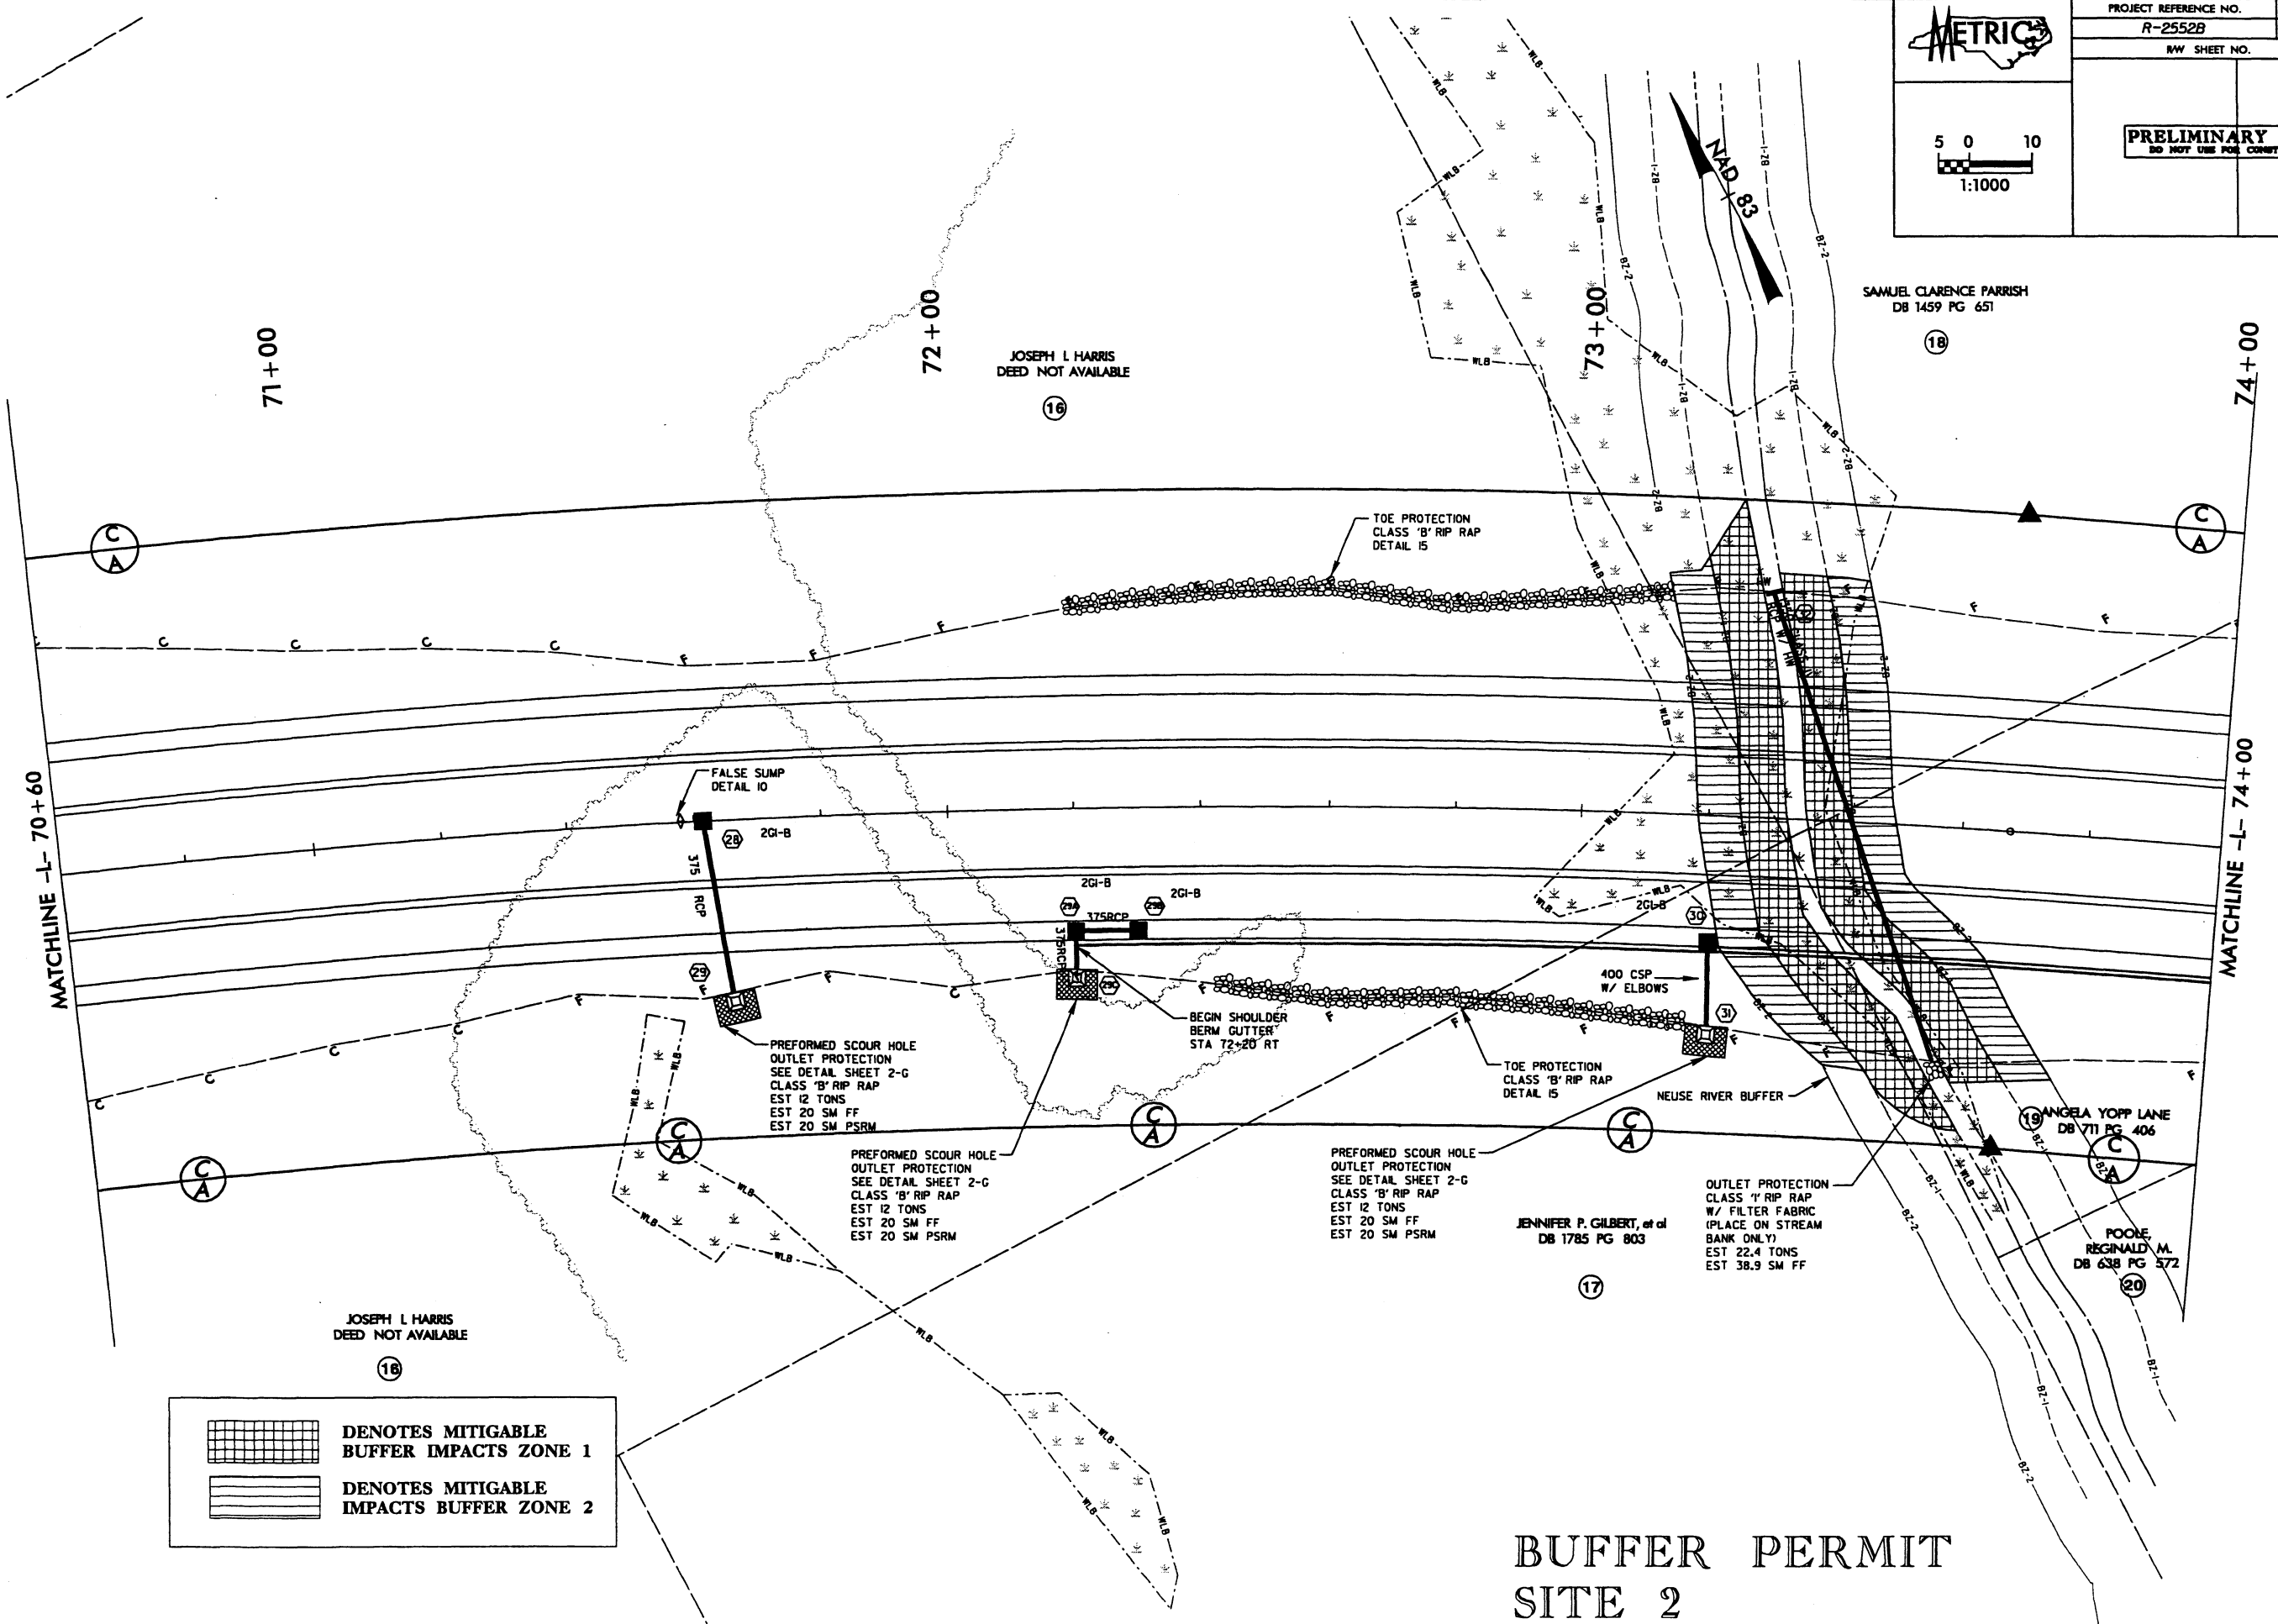 METRIC
PROJECT REFERENCE NO.
R-2552B
RW SHEET NO.
5 0 10
1:1000
PRELIMINARY
DO NOT USE FOR CONST
NAD 83
SAMUEL CLARENCE PARRISH
DB 1459 PG 651
18
71+00
72+00
73+00
74+00
JOSEPH L HARRIS
DEED NOT AVAILABLE
16
TOE PROTECTION
CLASS 'B' RIP RAP
DETAIL 15
C
A
C
A
MATCHLINE -L- 70+60
MATCHLINE -L- 74+00
FALSE SUMP
DETAIL 10
28
2GI-B
375 RCP
29
2GI-B
29A
375RCP
29B
2GI-B
375RCP
29C
2GI-B
30
400 CSP
W/ ELBOWS
31
BEGIN SHOULDER
BERM GUTTER
STA 72+20 RT
PREFORMED SCOUR HOLE
OUTLET PROTECTION
SEE DETAIL SHEET 2-G
CLASS 'B' RIP RAP
EST 12 TONS
EST 20 SM FF
EST 20 SM PSRM
TOE PROTECTION
CLASS 'B' RIP RAP
DETAIL 15
NEUSE RIVER BUFFER
19
ANGELA YOPP LANE
DB 711 PG 406
C
A
C
A
C
A
C
A
C
A
PREFORMED SCOUR HOLE
OUTLET PROTECTION
SEE DETAIL SHEET 2-G
CLASS 'B' RIP RAP
EST 12 TONS
EST 20 SM FF
EST 20 SM PSRM
PREFORMED SCOUR HOLE
OUTLET PROTECTION
SEE DETAIL SHEET 2-G
CLASS 'B' RIP RAP
EST 12 TONS
EST 20 SM FF
EST 20 SM PSRM
JENNIFER P. GILBERT, et al
DB 1785 PG 803
17
OUTLET PROTECTION
CLASS 'I' RIP RAP
W/ FILTER FABRIC
(PLACE ON STREAM
BANK ONLY)
EST 22.4 TONS
EST 38.9 SM FF
POOLE,
REGINALD M.
DB 638 PG 572
20
JOSEPH L HARRIS
DEED NOT AVAILABLE
16
DENOTES MITIGABLE
BUFFER IMPACTS ZONE 1
DENOTES MITIGABLE
IMPACTS BUFFER ZONE 2
BUFFER PERMIT
SITE 2